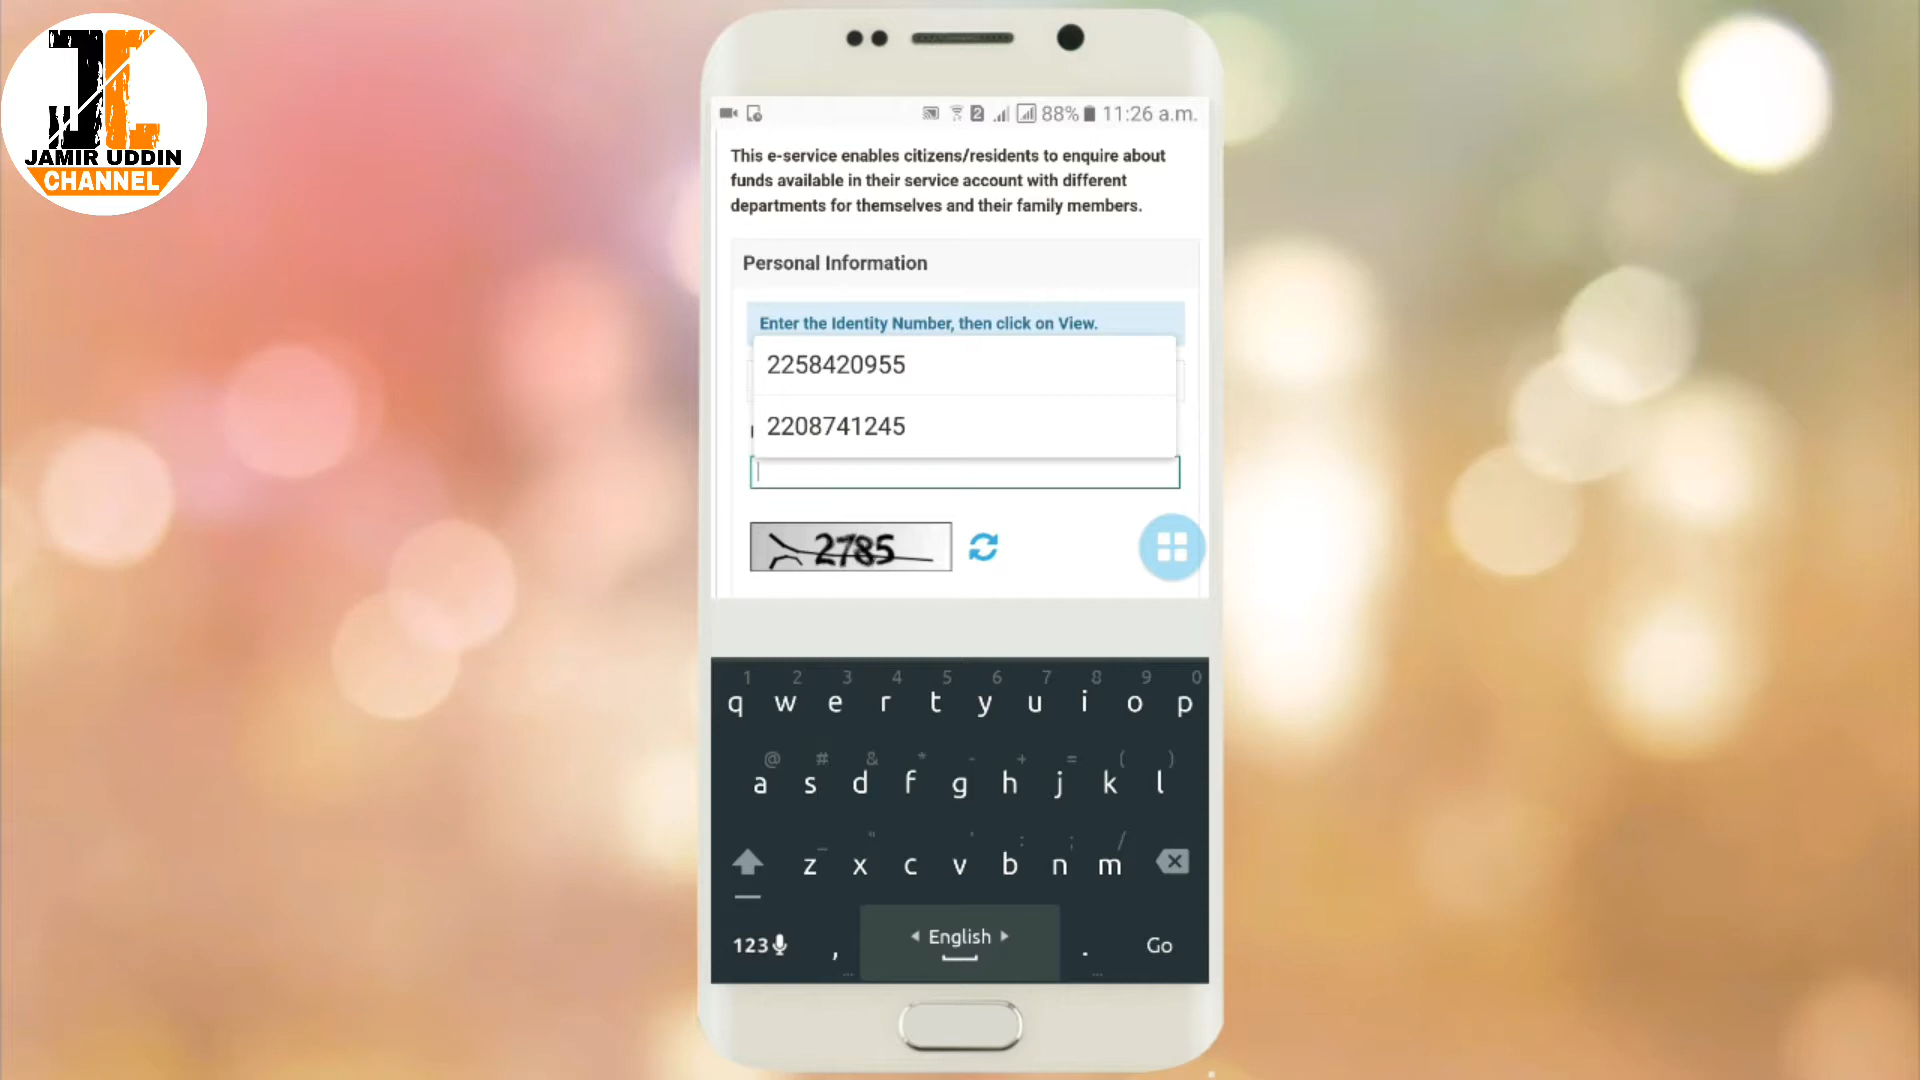 JAMIR UDDIN
CHANNEL
2 88% 11:26 a.m.
This e-service enables citizens/residents to enquire about
funds available in their service account with different
departments for themselves and their family members.
Personal Information
Enter the Identity Number, then click on View.
2258420955
2208741245
2785
1 2 3 4 5 6 7 8 9 0
q w e r t y u i o p
@ # & * - + = ( )
a s d f g h j k l
_ " ' : ; /
z x c v b n m
123 , English . Go